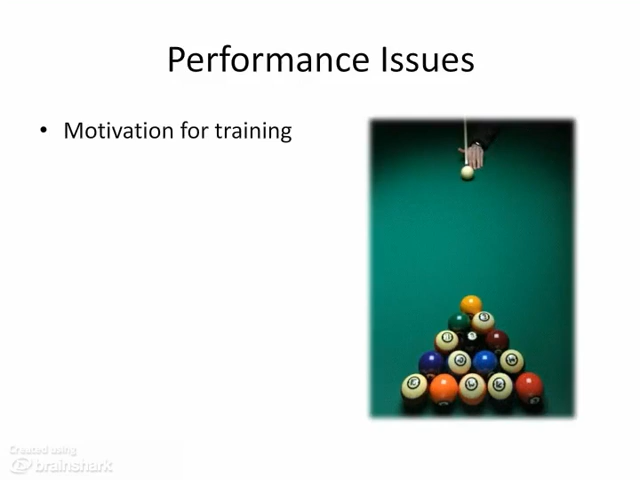 Performance Issues
• Motivation for training
Created using
brainshark